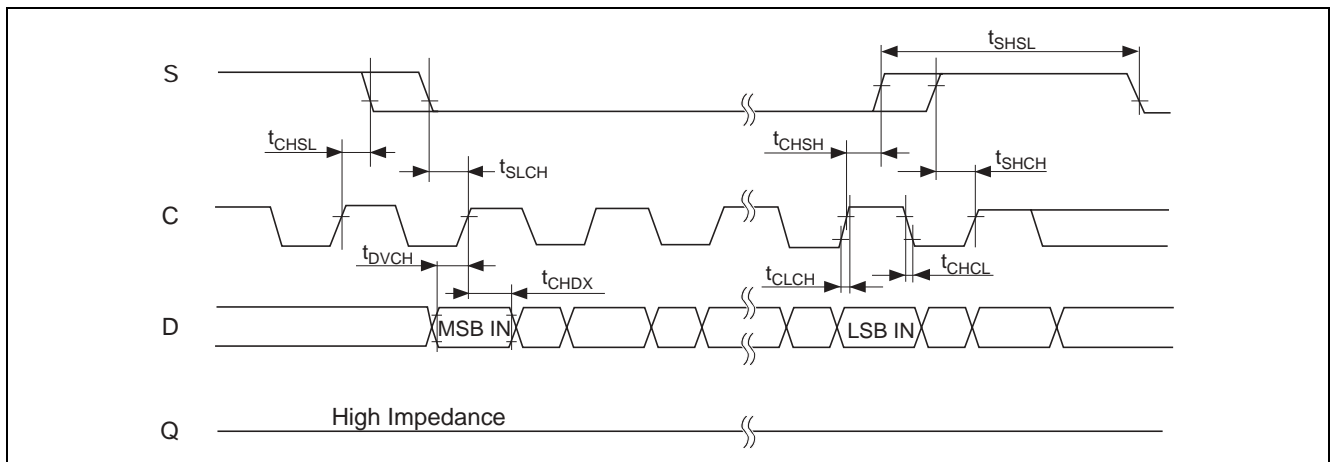 tSHSL
S
tCHSL
tSLCH
tCHSH
tSHCH
C
tDVCH
tCHDX
tCLCH
tCHCL
D
MSB IN
LSB IN
High Impedance
Q